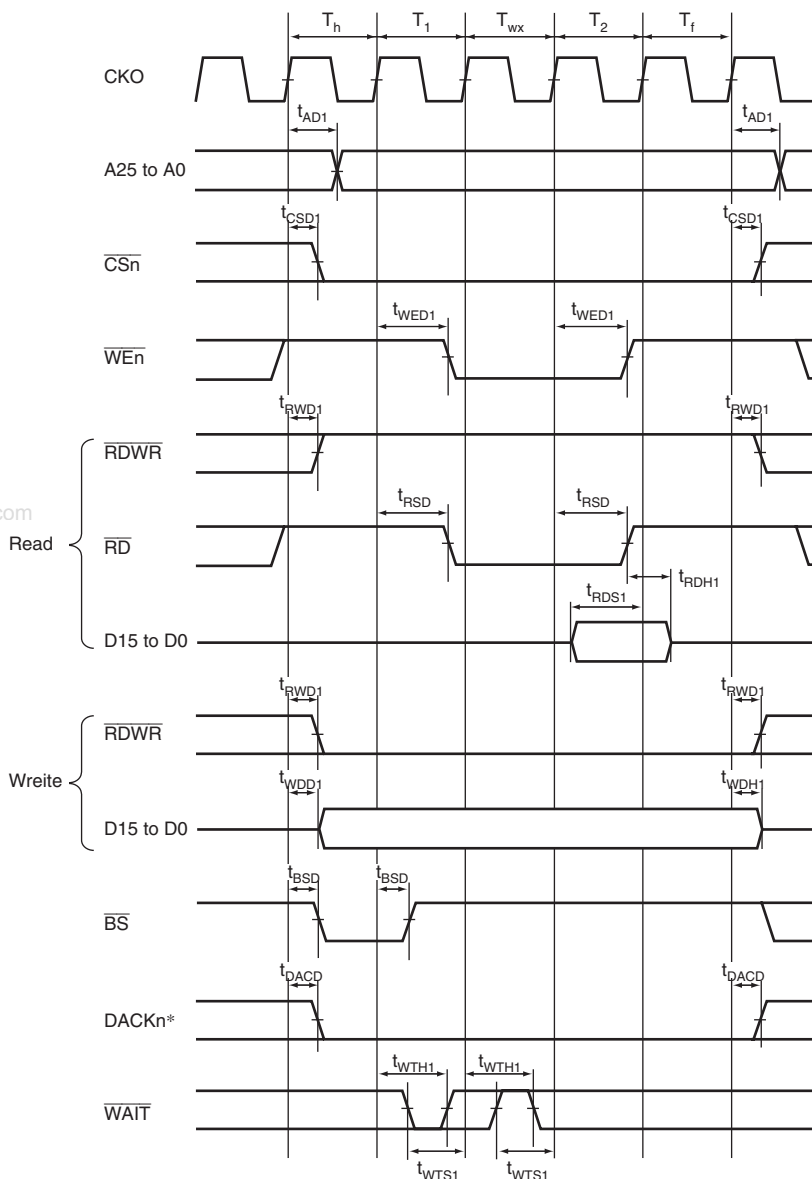 Th T1 Twx T2 Tf
CKO
tAD1 tAD1
A25 to A0
tCSD1 tCSD1
CSn
tWED1 tWED1
WEn
tRWD1 tRWD1
RDWR
com
tRSD tRSD
Read
RD
tRDH1
tRDS1
D15 to D0
tRWD1 tRWD1
RDWR
Wreite
tWDD1 tWDH1
D15 to D0
tBSD tBSD
BS
tDACD tDACD
DACKn*
tWTH1 tWTH1
WAIT
tWTS1 tWTS1